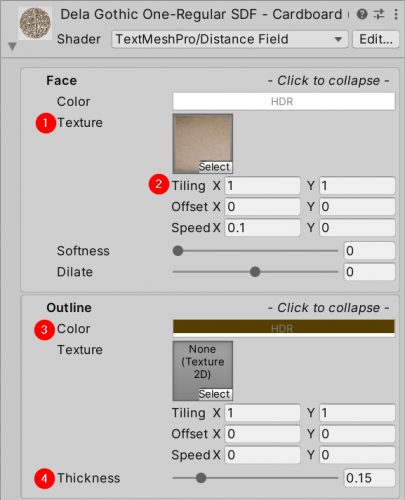 Dela Gothic One-Regular SDF - Cardboard
Shader TextMeshPro/Distance Field Edit...
Face - Click to collapse -
Color HDR
1 Texture
Select
2 Tiling X 1 Y 1
Offset X 0 Y 0
Speed X 0.1 Y 0
Softness 0
Dilate 0
Outline - Click to collapse -
3 Color HDR
Texture None
(Texture
2D)
Select
Tiling X 1 Y 1
Offset X 0 Y 0
Speed X 0 Y 0
4 Thickness 0.15